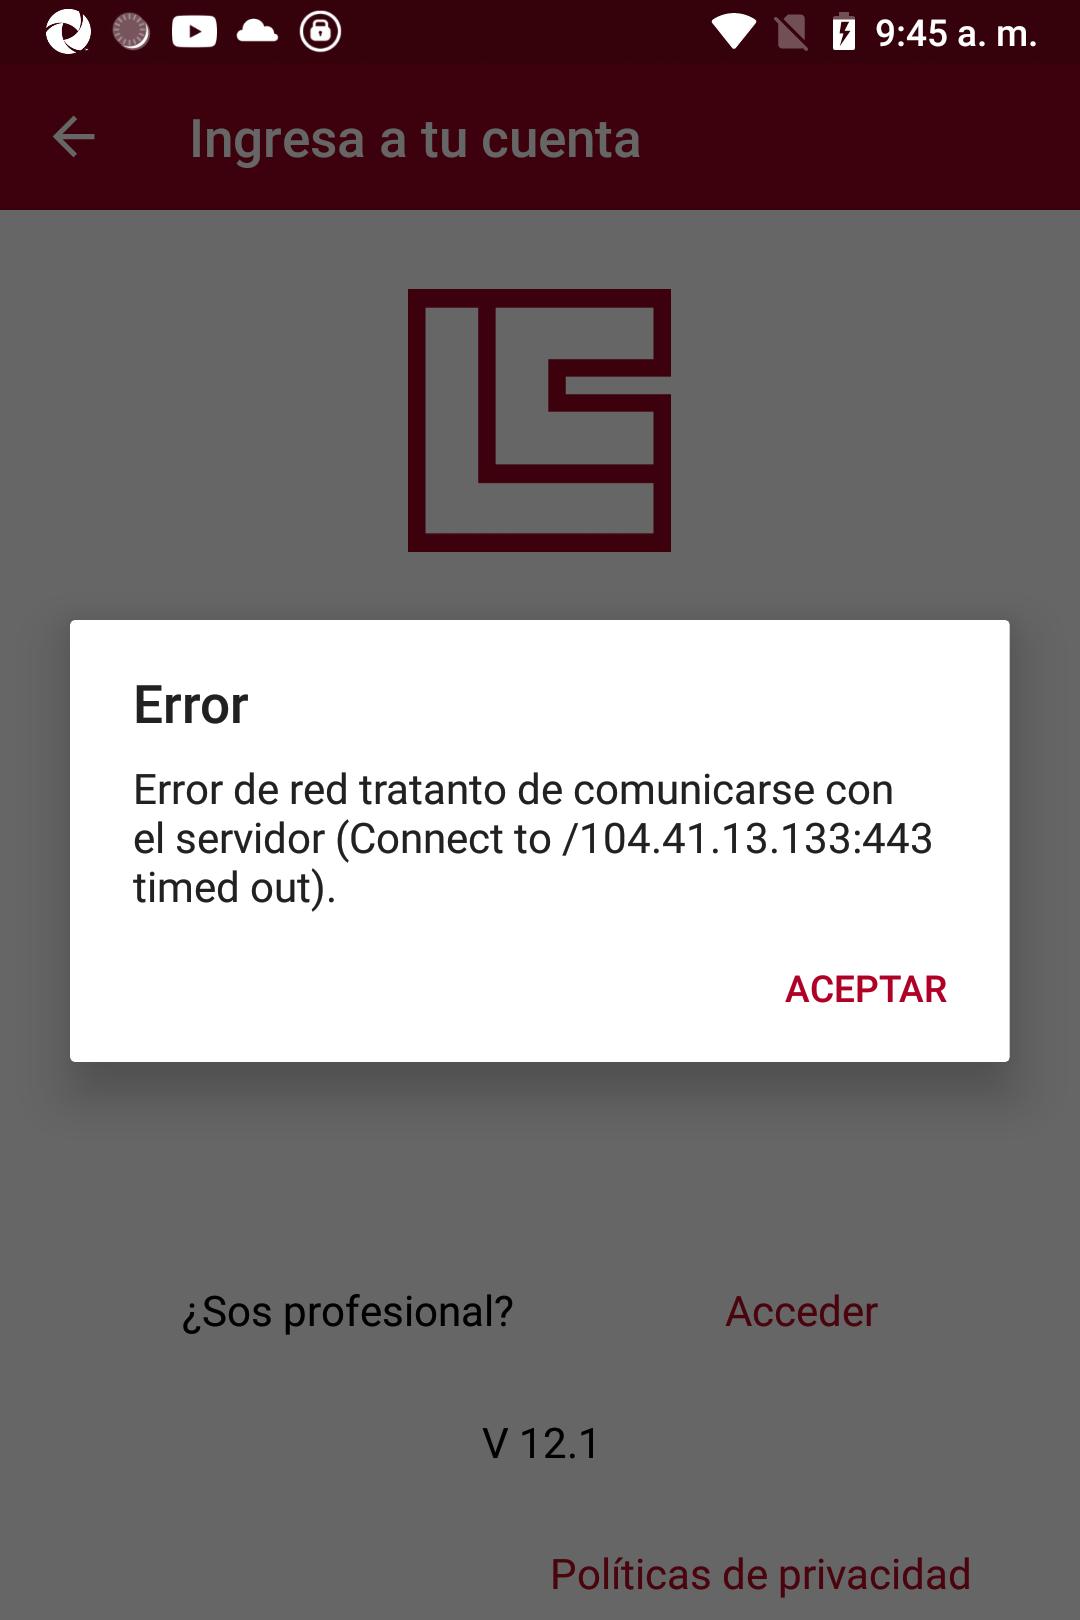 9:45 a. m.
Ingresa a tu cuenta
Error
Error de red tratanto de comunicarse con
el servidor (Connect to /104.41.13.133:443
timed out).
ACEPTAR
¿Sos profesional? Acceder
V 12.1
Políticas de privacidad